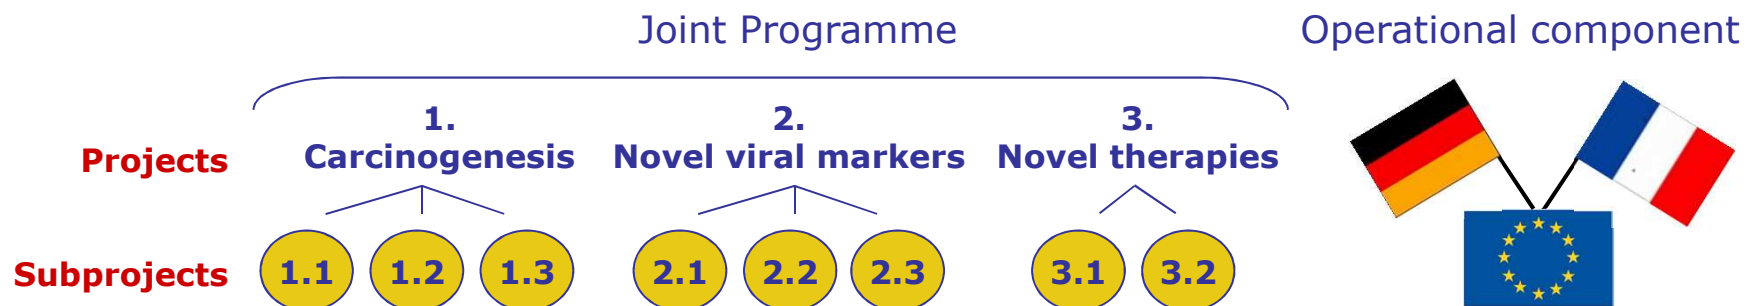 Joint Programme
Operational component
1.
2.
3.
Projects
Carcinogenesis
Novel viral markers
Novel therapies
Subprojects
1.1
1.2
1.3
2.1
2.2
2.3
3.1
3.2